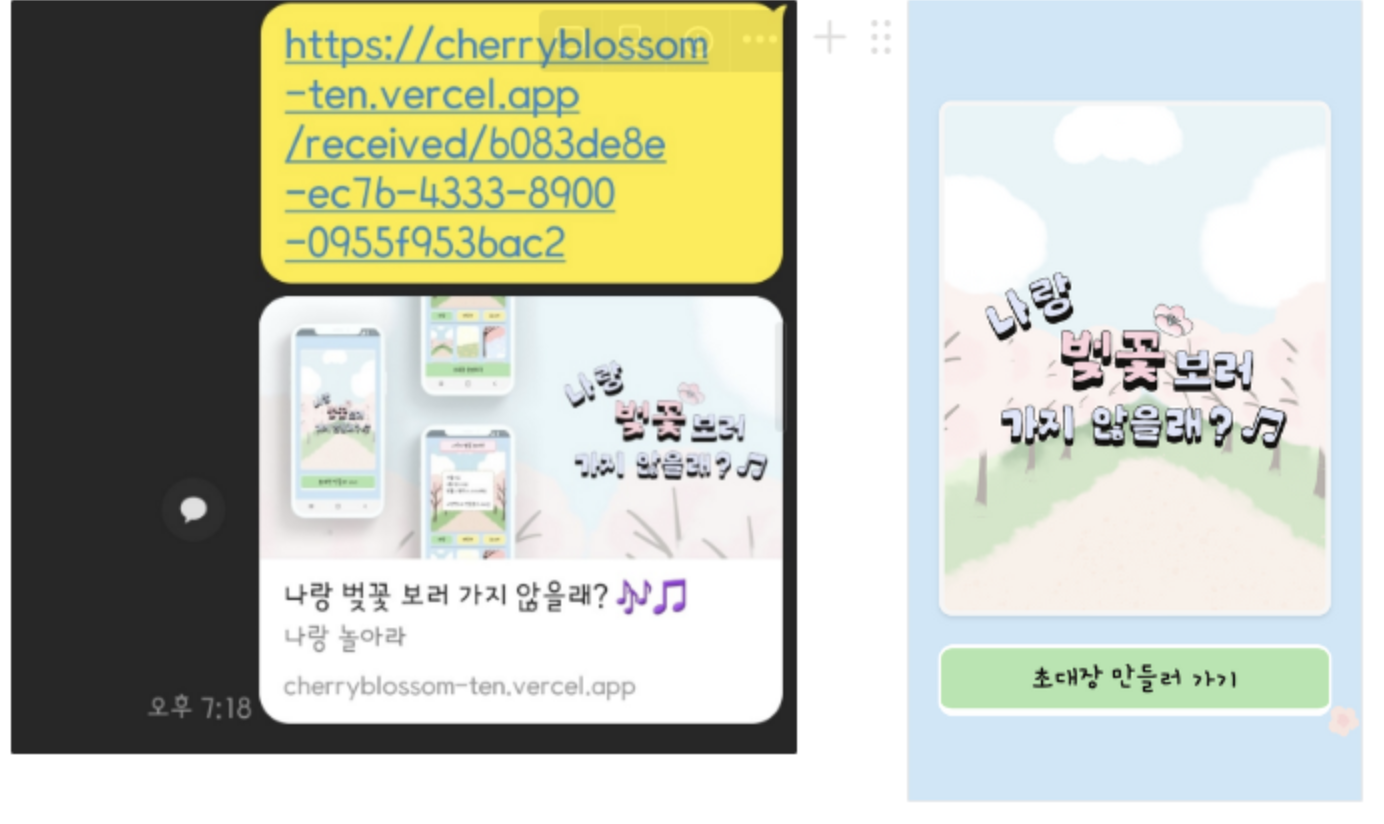 https://cherryblossom
-ten.vercel.app
/received/b083de8e
-ec7b-4333-8900
-0955f953bac2
나랑
벚꽃 보러
가지 않을래?
나랑 벚꽃 보러 가지 않을래? 🎶🎵
나랑 놀아라
cherryblossom-ten.vercel.app
오후 7:18
나랑
벚꽃 보러
가지 않을래?
초대장 만들러 가기